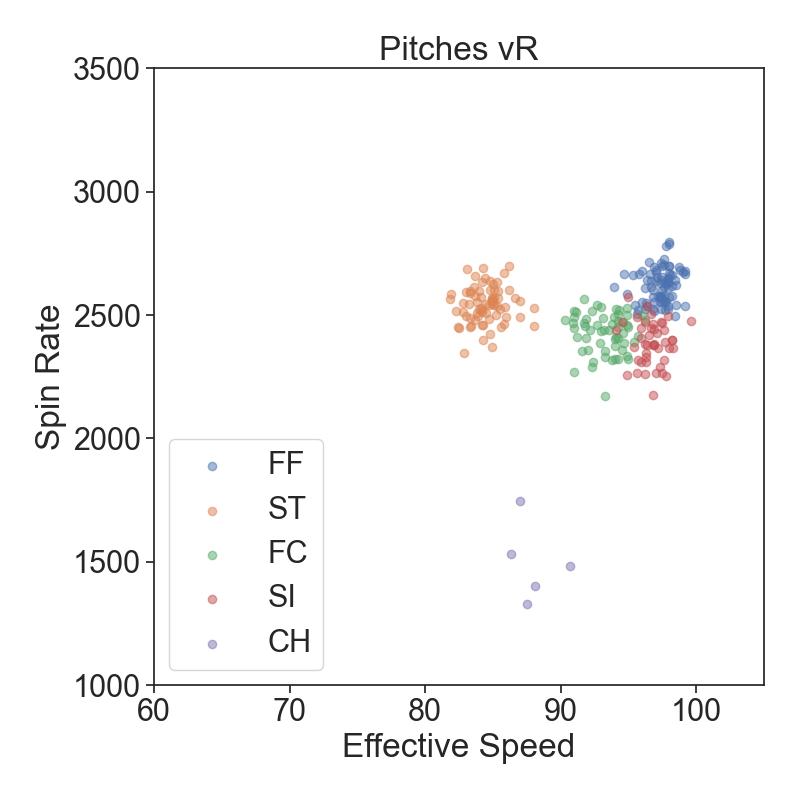 Pitches vR
3500
3000
2500
2000
1500
1000
Spin Rate
FF
ST
FC
SI
CH
60 70 80 90 100
Effective Speed